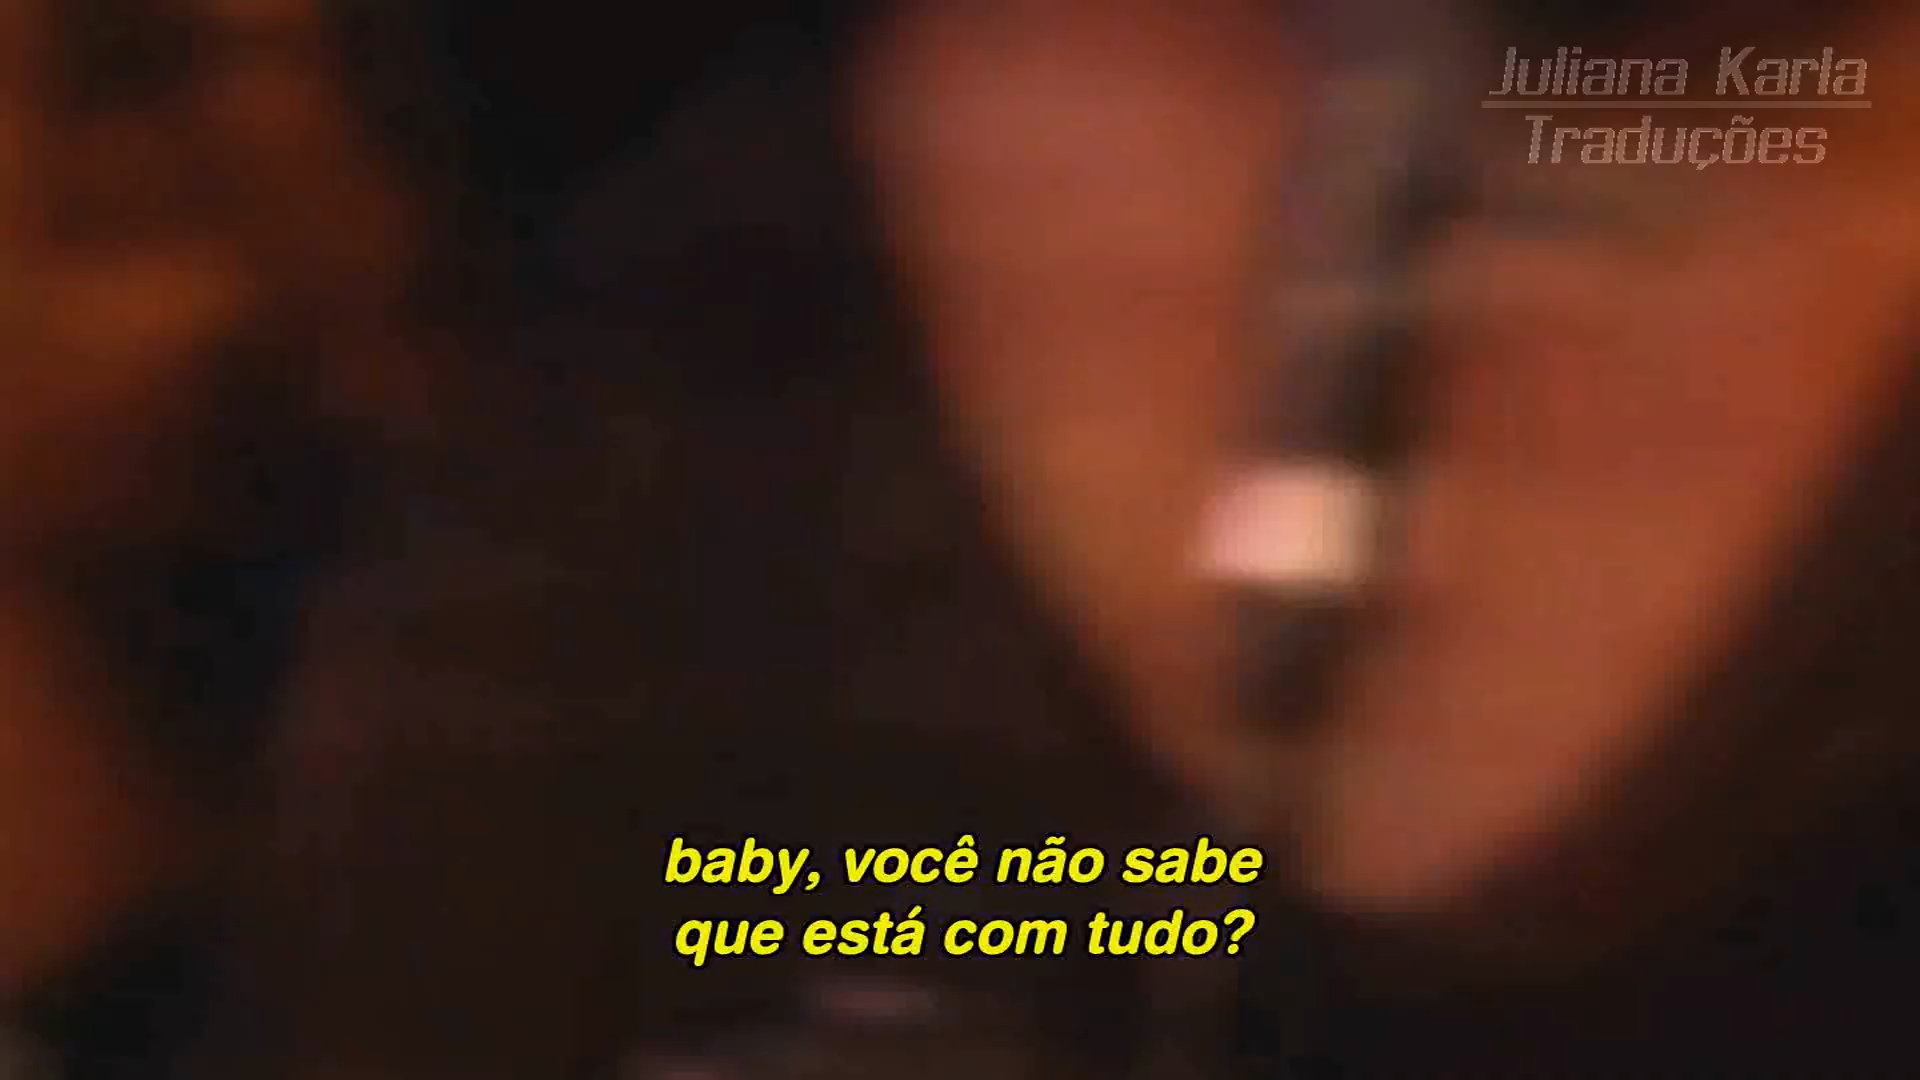 Juliana Karla
Traduções
baby, você não sabe
que está com tudo?